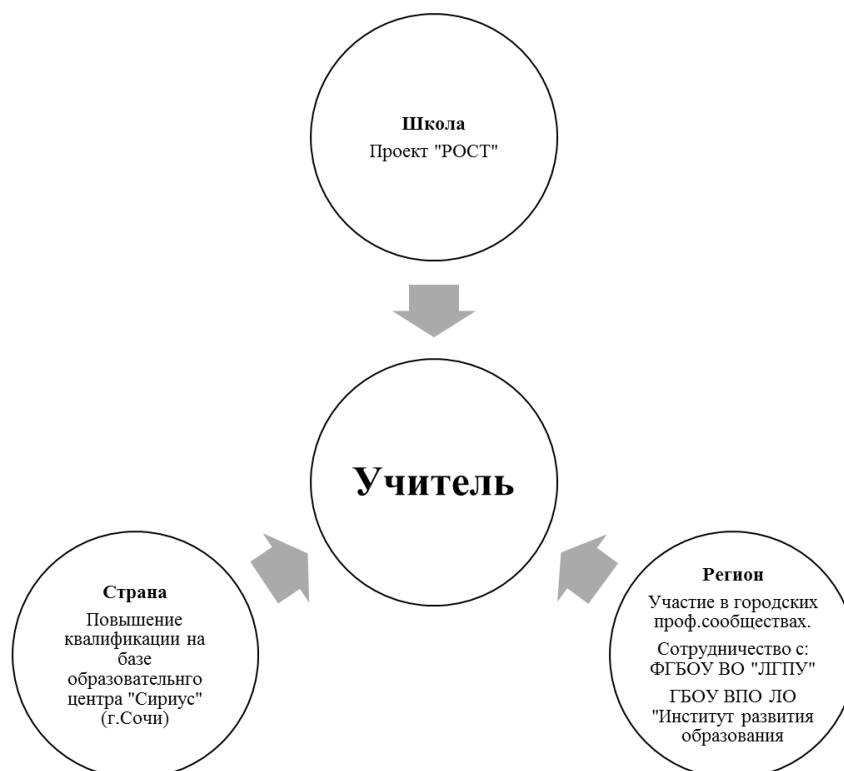 Школа
Проект "РОСТ"
Учитель
Страна
Повышение
квалификации на
базе
образовательнго
центра "Сириус"
(г.Сочи)
Регион
Участие в городских
проф.сообществах.
Сотрудничество с:
ФГБОУ ВО "ЛГПУ"
ГБОУ ВПО ЛО
"Институт развития
образования